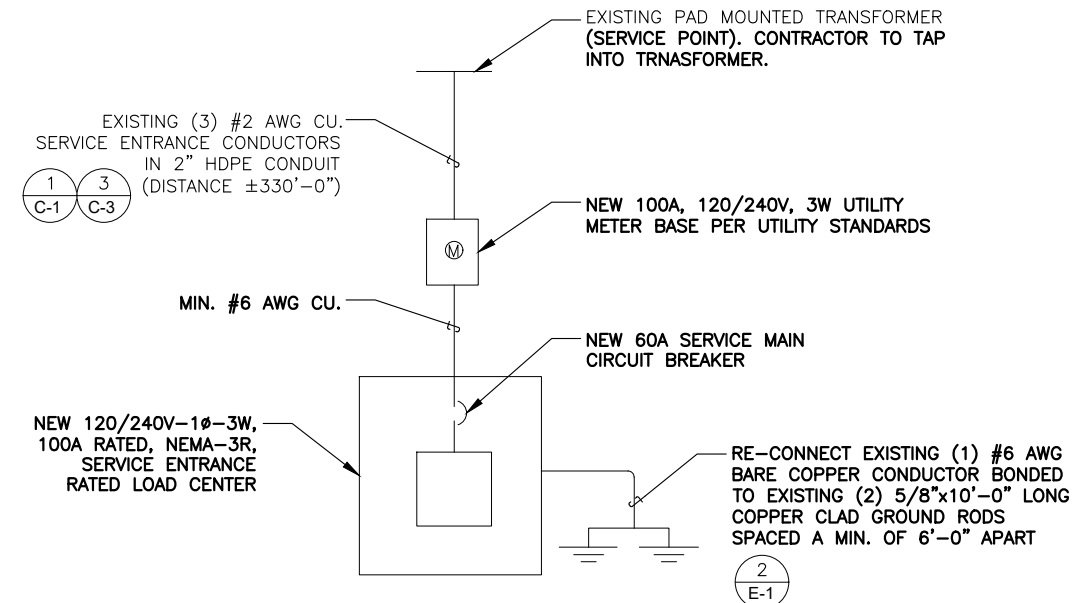 EXISTING PAD MOUNTED TRANSFORMER
(SERVICE POINT). CONTRACTOR TO TAP
INTO TRNASFORMER.
EXISTING (3) #2 AWG CU.
SERVICE ENTRANCE CONDUCTORS
IN 2" HDPE CONDUIT
(DISTANCE ±330'-0")
1
C-1
3
C-3
NEW 100A, 120/240V, 3W UTILITY
METER BASE PER UTILITY STANDARDS
M
MIN. #6 AWG CU.
NEW 60A SERVICE MAIN
CIRCUIT BREAKER
NEW 120/240V-1ø-3W,
100A RATED, NEMA-3R,
SERVICE ENTRANCE
RATED LOAD CENTER
RE-CONNECT EXISTING (1) #6 AWG
BARE COPPER CONDUCTOR BONDED
TO EXISTING (2) 5/8"x10'-0" LONG
COPPER CLAD GROUND RODS
SPACED A MIN. OF 6'-0" APART
2
E-1